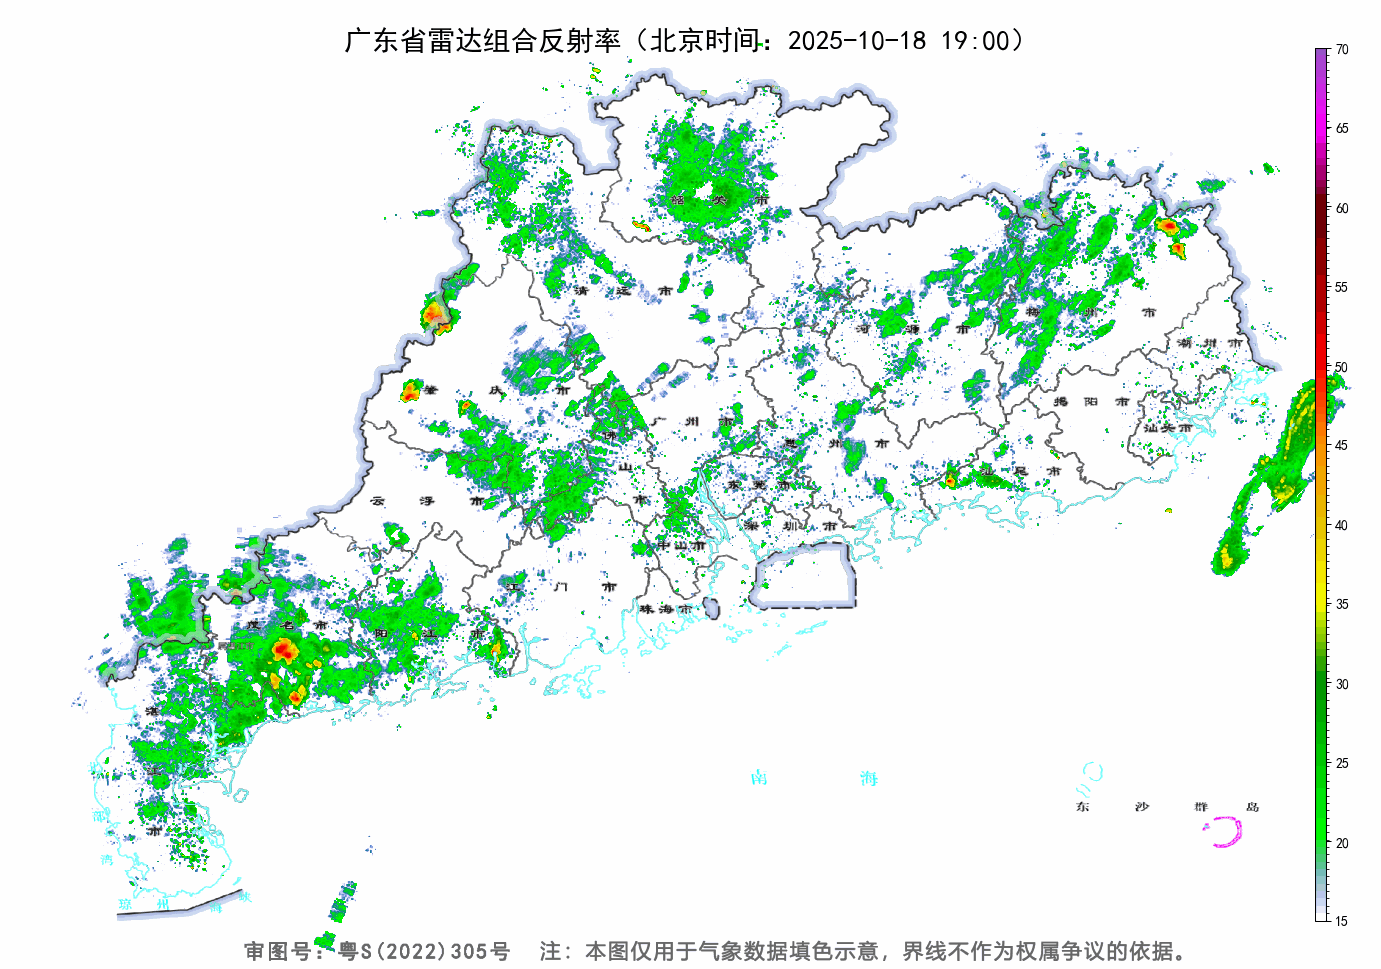 广东省雷达组合反射率（北京时间：2025-10-18 19:00）
70
65
60
55
50
45
40
35
30
25
20
15
韶 关 市
清 远 市
河 源 市
梅 州 市
潮 州 市
肇 庆 市
广 州 市
揭 阳 市
汕头市
佛 山 市
惠 州 市
云 浮 市
东 莞 市
汕 尾 市
深 圳 市
中山市
江 门 市
珠海市
茂 名 市
阳 江 市
湛 江 市
南 海
东 沙 群 岛
北 部 湾
琼 州 海 峡
审图号：粤S(2022)305号 注：本图仅用于气象数据填色示意，界线不作为权属争议的依据。